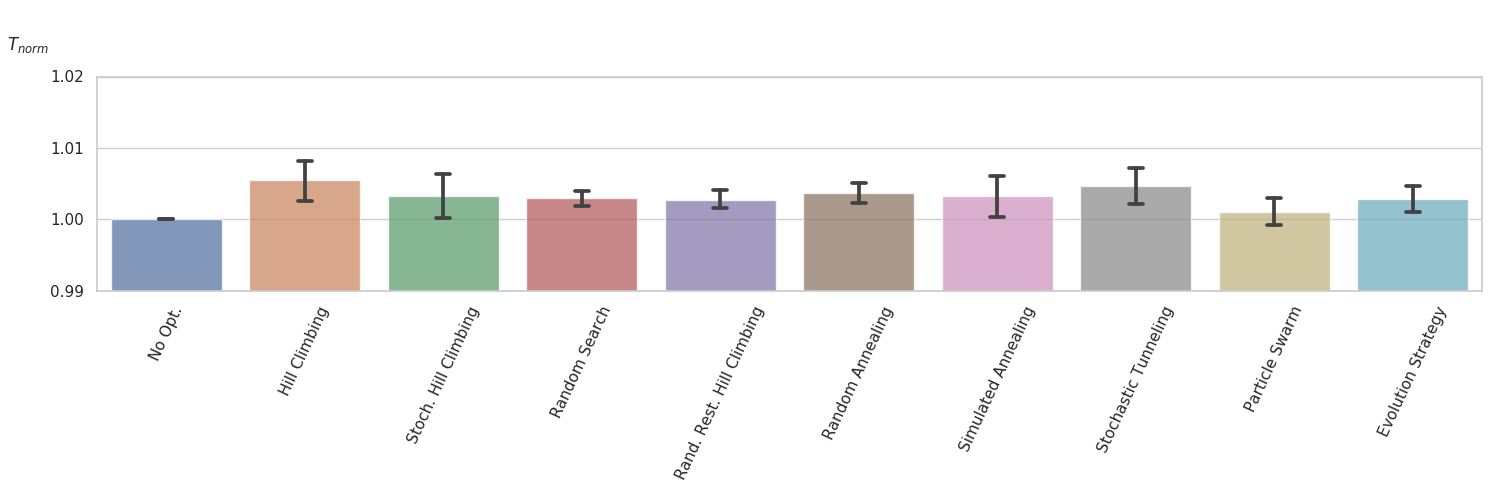 T_norm
1.02
1.01
1.00
0.99
No Opt.
Hill Climbing
Stoch. Hill Climbing
Random Search
Rand. Rest. Hill Climbing
Random Annealing
Simulated Annealing
Stochastic Tunneling
Particle Swarm
Evolution Strategy